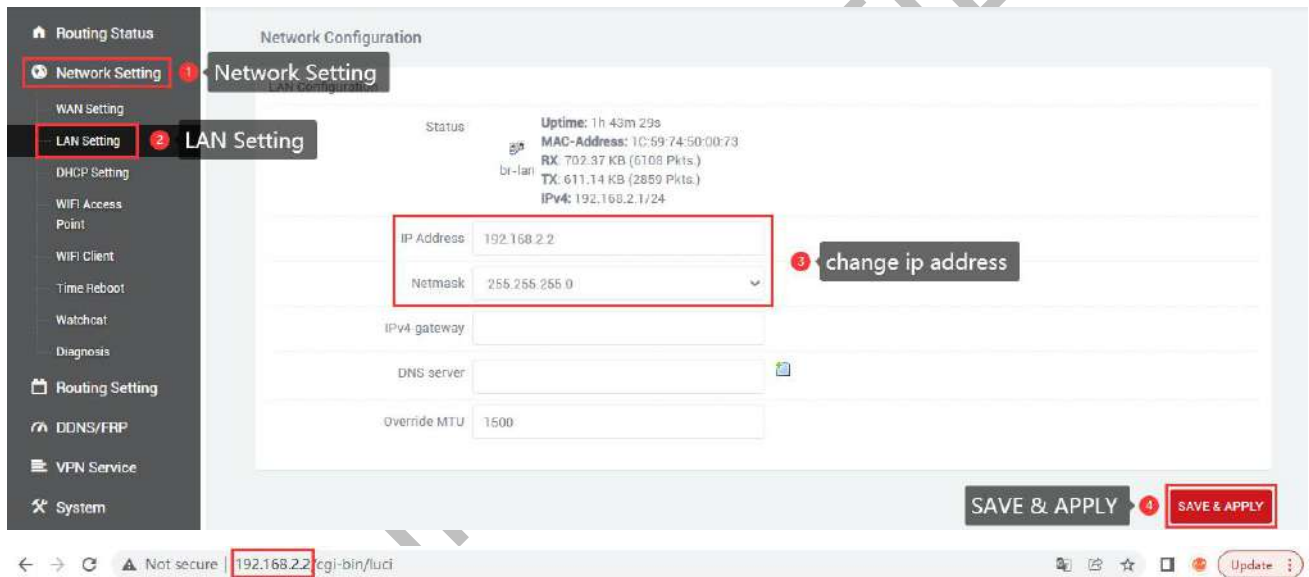 Routing Status
Network Setting
1 Network Setting
WAN Setting
LAN Setting
2 LAN Setting
DHCP Setting
WIFI Access
Point
WIFI Client
Time Reboot
Watchcat
Diagnosis
Routing Setting
DDNS/FRP
VPN Service
System
Network Configuration
LAN Configuration
Status
br-lan
Uptime: 1h 43m 29s
MAC-Address: 1C:59:74:50:00:73
RX: 702.37 KB (6108 Pkts.)
TX: 611.14 KB (2859 Pkts.)
IPv4: 192.168.2.1/24
IP Address 192.168.2.2
Netmask 255.255.255.0
3 change ip address
IPv4 gateway
DNS server
Override MTU 1500
SAVE & APPLY 4 SAVE & APPLY
Not secure | 192.168.2.2/cgi-bin/luci Update